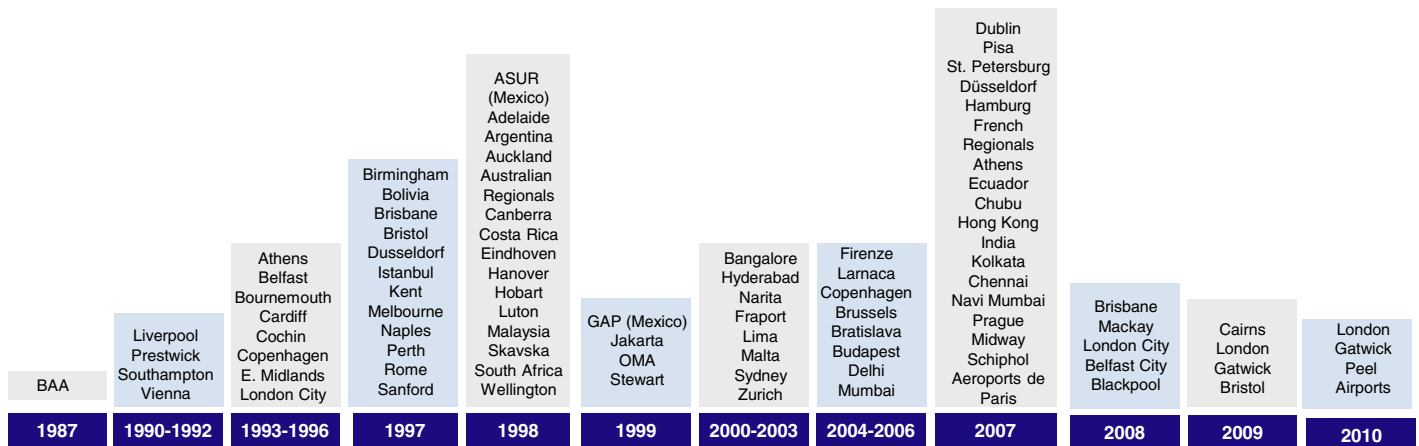 BAA
1987
Liverpool
Prestwick
Southampton
Vienna
1990-1992
Athens
Belfast
Bournemouth
Cardiff
Cochin
Copenhagen
E. Midlands
London City
1993-1996
Birmingham
Bolivia
Brisbane
Bristol
Dusseldorf
Istanbul
Kent
Melbourne
Naples
Perth
Rome
Sanford
1997
ASUR
(Mexico)
Adelaide
Argentina
Auckland
Australian
Regionals
Canberra
Costa Rica
Eindhoven
Hanover
Hobart
Luton
Malaysia
Skavska
South Africa
Wellington
1998
GAP (Mexico)
Jakarta
OMA
Stewart
1999
Bangalore
Hyderabad
Narita
Fraport
Lima
Malta
Sydney
Zurich
2000-2003
Firenze
Larnaca
Copenhagen
Brussels
Bratislava
Budapest
Delhi
Mumbai
2004-2006
Dublin
Pisa
St. Petersburg
Düsseldorf
Hamburg
French
Regionals
Athens
Ecuador
Chubu
Hong Kong
India
Kolkata
Chennai
Navi Mumbai
Prague
Midway
Schiphol
Aeroports de
Paris
2007
Brisbane
Mackay
London City
Belfast City
Blackpool
2008
Cairns
London
Gatwick
Bristol
2009
London
Gatwick
Peel
Airports
2010